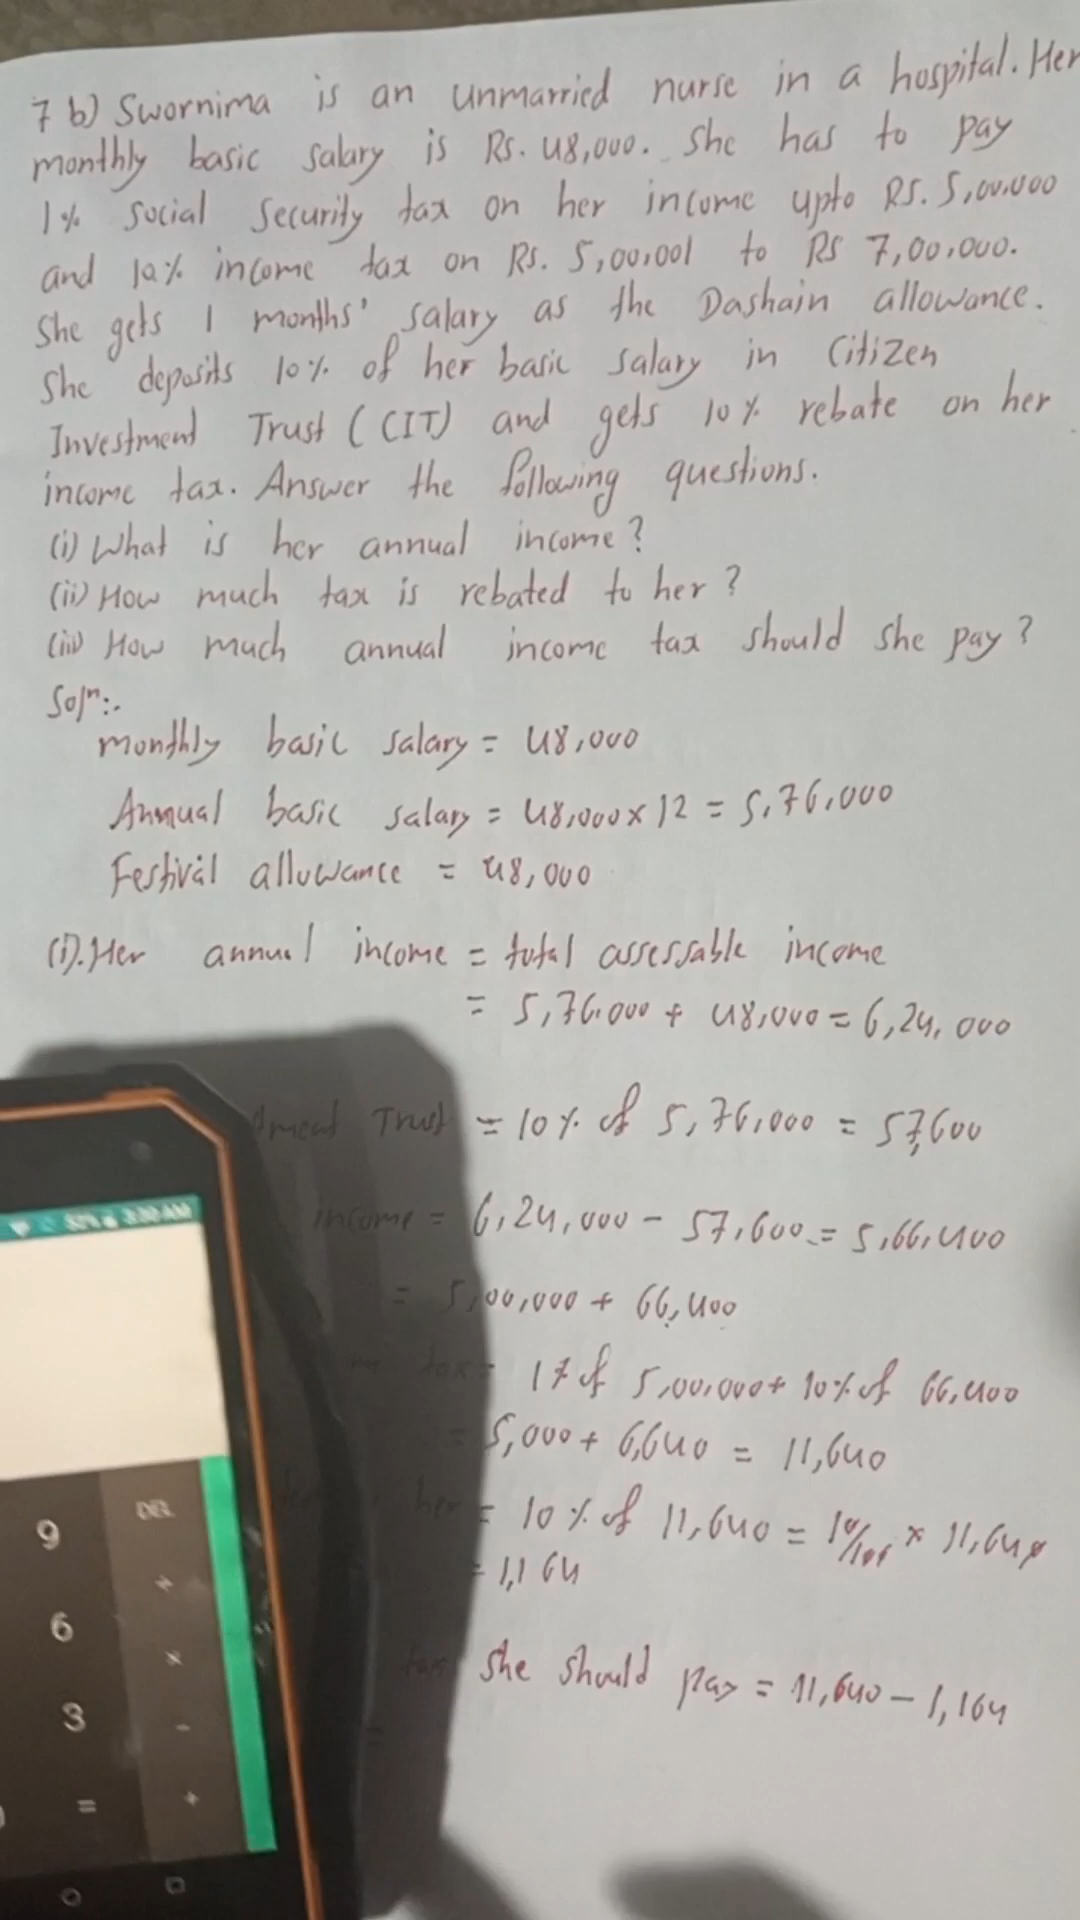 7 b) Swornima is an unmarried nurse in a hospital. Her
monthly basic salary is Rs. 48,000. She has to pay
1% social security tax on her income upto RS. 5,00,000
and 10% income tax on Rs. 5,00,001 to RS 7,00,000.
She gets 1 months' salary as the Dashain allowance.
She deposits 10% of her basic salary in Citizen
Investment Trust (CIT) and gets 10% rebate on her
income tax. Answer the following questions.
(i) What is her annual income?
(ii) How much tax is rebated to her?
(iii) How much annual income tax should she pay?
Soln:.
monthly basic salary = 48,000
Annual basic salary = 48,000 x 12 = 5,76,000
Festival allowance = 48,000
(i). Her annual income = total assessable income
= 5,76,000 + 48,000 = 6,24,000
Trust = 10% of 5,76,000 = 57,600
income = 6,24,000 - 57,600 = 5,66,400
= 5,00,000 + 66,400
tax = 1% of 5,00,000 + 10% of 66,400
= 5,000 + 6,640 = 11,640
her = 10% of 11,640 = 10/100 x 11,640
= 1,164
tax she should pay = 11,640 - 1,164
=
9
DEL
÷
6
x
3
-
=
+